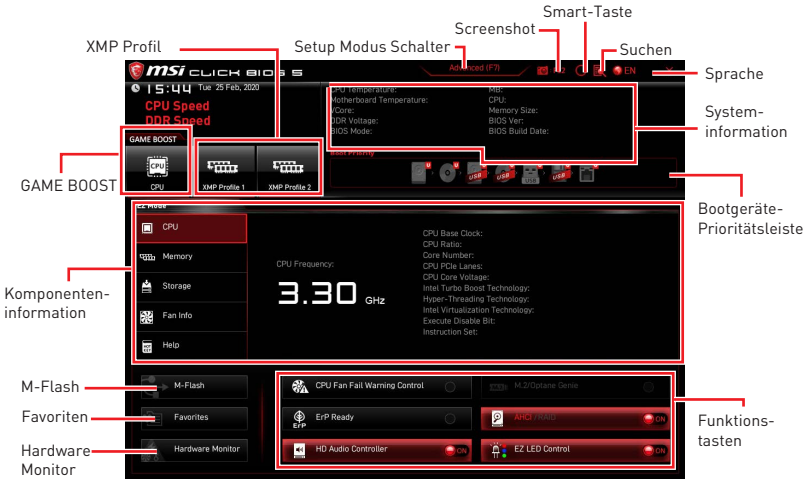 Smart-Taste
Screenshot
XMP Profil
Setup Modus Schalter
Suchen
msi CLICK BIOS 5
Advanced (F7)
F12
EN
X
Sprache
15:44 Tue 25 Feb, 2020
CPU Speed
DDR Speed
CPU Temperature:
Motherboard Temperature:
VCore:
DDR Voltage:
BIOS Mode:
MB:
CPU:
Memory Size:
BIOS Ver:
BIOS Build Date:
System-
information
GAME BOOST
CPU
CPU
XMP Profile 1
XMP Profile 2
Boot Priority
U
U
USB
USB
USB
USB
U
GAME BOOST
Bootgeräte-
Prioritätsleiste
EZ Mode
CPU
Memory
Storage
Fan Info
Help
CPU Frequency:
3.30 GHz
CPU Base Clock:
CPU Ratio:
Core Number:
CPU PCIe Lanes:
CPU Core Voltage:
Intel Turbo Boost Technology:
Hyper-Threading Technology:
Intel Virtualization Technology:
Execute Disable Bit:
Instruction Set:
Komponenten-
information
M-Flash
M-Flash
Favoriten
Favorites
Hardware
Monitor
Hardware Monitor
CPU Fan Fail Warning Control
M.2/Optane Genie
ErP
ErP Ready
AHCI /RAID
ON
HD Audio Controller
ON
EZ LED Control
ON
Funktions-
tasten